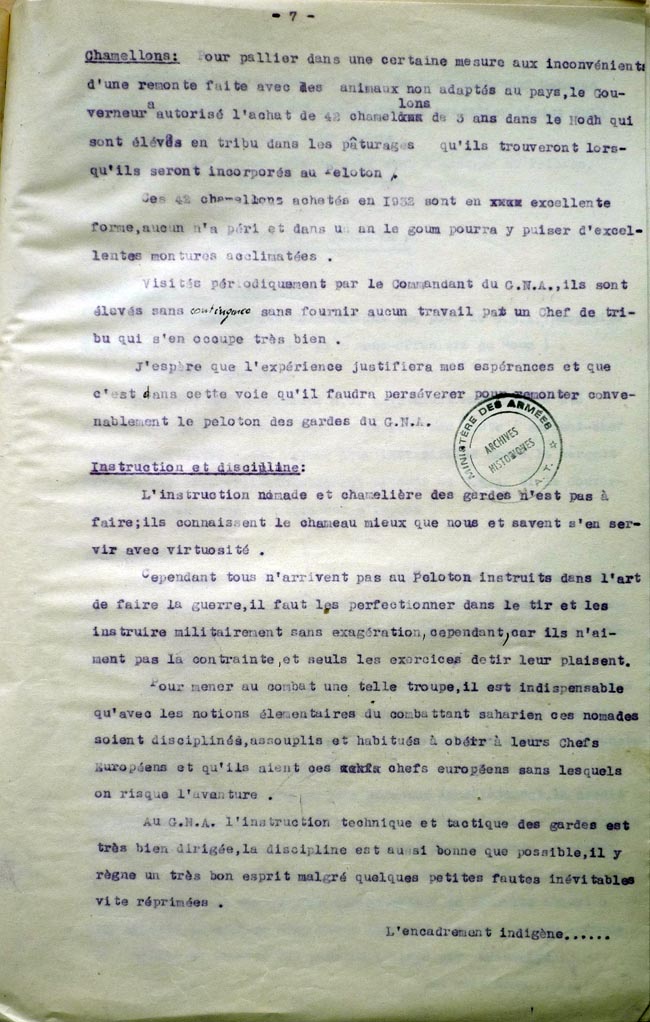 - 7 -
Chamellons: Pour pallier dans une certaine mesure aux inconvénients
d'une remonte faite avec des animaux non adaptés au pays,le Gou-
verneur a autorisé l'achat de 42 chamellons de 3 ans dans le Hodh qui
sont élévés en tribu dans les pâturages qu'ils trouveront lors-
qu'ils seront incorporés au Peloton .
Ces 42 chamellons achetés en 1932 sont en xxxx excellente
forme,aucun n'a péri et dans un an le goum pourra y puiser d'excel-
lentes montures acclimatées .
Visités périodiquement par le Commandant du G.N.A.,ils sont
élevés sans contingence sans fournir aucun travail par un Chef de tri-
bu qui s'en occupe très bien .
J'espère que l'expérience justifiera mes espérances et que
c'est dans cette voie qu'il faudra perséverer pour remonter conve-
nablement le peloton des gardes du G.N.A.
MINISTÈRE DES ARMÉES
ARCHIVES
HISTORIQUES
Instruction et discipline:
L'instruction nomade et chamelière des gardes n'est pas à
faire;ils connaissent le chameau mieux que nous et savent s'en ser-
vir avec virtuosité .
Cependant tous n'arrivent pas au Peloton instruits dans l'art
de faire la guerre,il faut les perfectionner dans le tir et les
instruire militairement sans exagération,cependant,car ils n'ai-
ment pas la contrainte,et seuls les exercices detir leur plaisent.
Pour mener au combat une telle troupe,il est indispensable
qu'avec les notions élementaires du combattant saharien ces nomades
soient disciplinés,assouplis et habitués à obéir à leurs Chefs
Européens et qu'ils aient ces chefs européens sans lesquels
on risque l'avanture .
Au G.N.A. l'instruction technique et tactique des gardes est
très bien dirigée,la discipline est aussi bonne que possible,il y
règne un très bon esprit malgré quelques petites fautes inévitables
vite réprimées .
L'encadrement indigène......